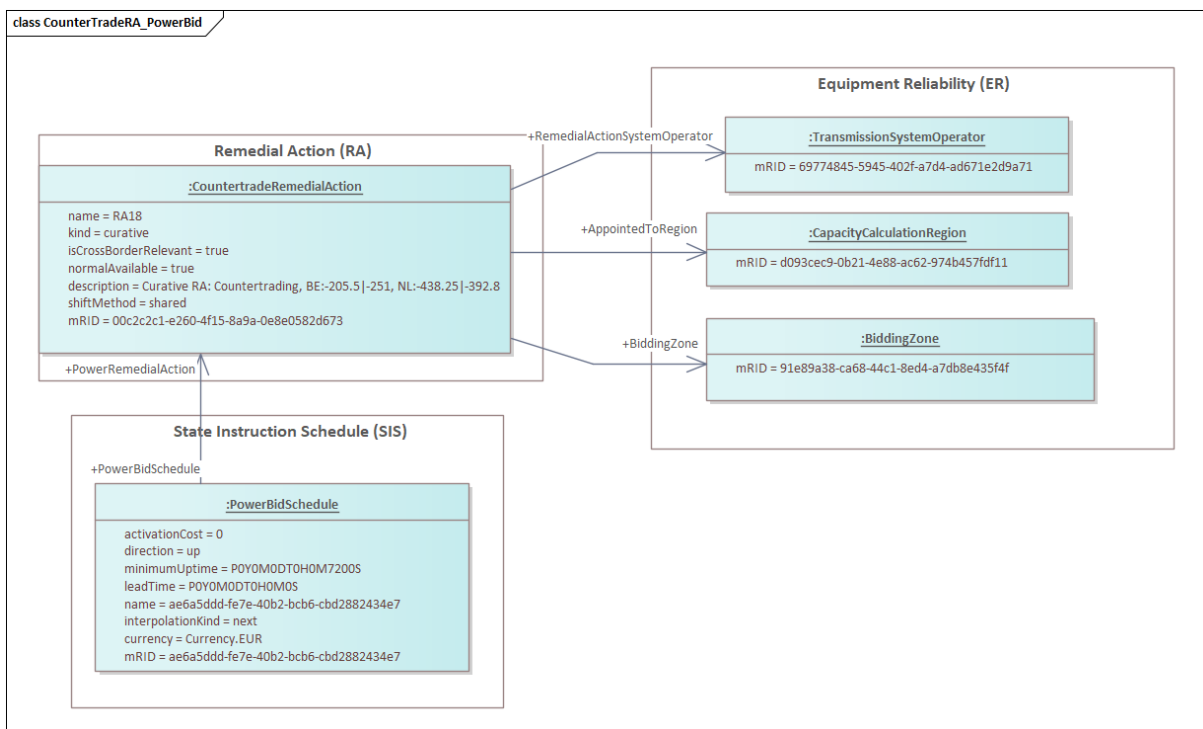 class CounterTradeRA_PowerBid
Equipment Reliability (ER)
+RemedialActionSystemOperator
:TransmissionSystemOperator
mRID = 69774845-5945-402f-a7d4-ad671e2d9a71
Remedial Action (RA)
:CountertradeRemedialAction
name = RA18
kind = curative
isCrossBorderRelevant = true
normalAvailable = true
description = Curative RA: Countertrading, BE:-205.5|-251, NL:-438.25|-392.8
shiftMethod = shared
mRID = 00c2c2c1-e260-4f15-8a9a-0e8e0582d673
+AppointedToRegion
:CapacityCalculationRegion
mRID = d093cec9-0b21-4e88-ac62-974b457fdf11
+BiddingZone
:BiddingZone
mRID = 91e89a38-ca68-44c1-8ed4-a7db8e435f4f
+PowerRemedialAction
State Instruction Schedule (SIS)
+PowerBidSchedule
:PowerBidSchedule
activationCost = 0
direction = up
minimumUptime = P0Y0M0DT0H0M7200S
leadTime = P0Y0M0DT0H0M0S
name = ae6a5ddd-fe7e-40b2-bcb6-cbd2882434e7
interpolationKind = next
currency = Currency.EUR
mRID = ae6a5ddd-fe7e-40b2-bcb6-cbd2882434e7